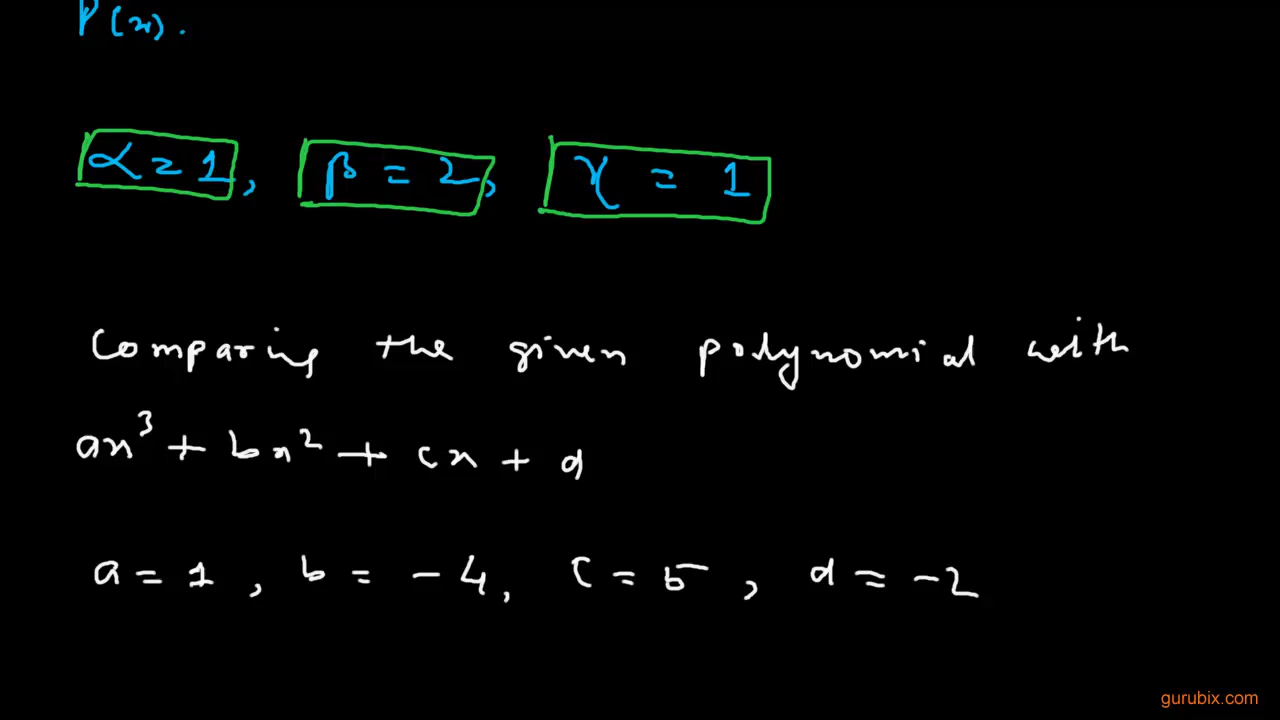 P(x).
α = 1, β = 2, γ = 1
Comparing the given polynomial with
ax³ + bx² + cx + d
a = 1, b = -4, c = 5, d = -2
gurubix.com